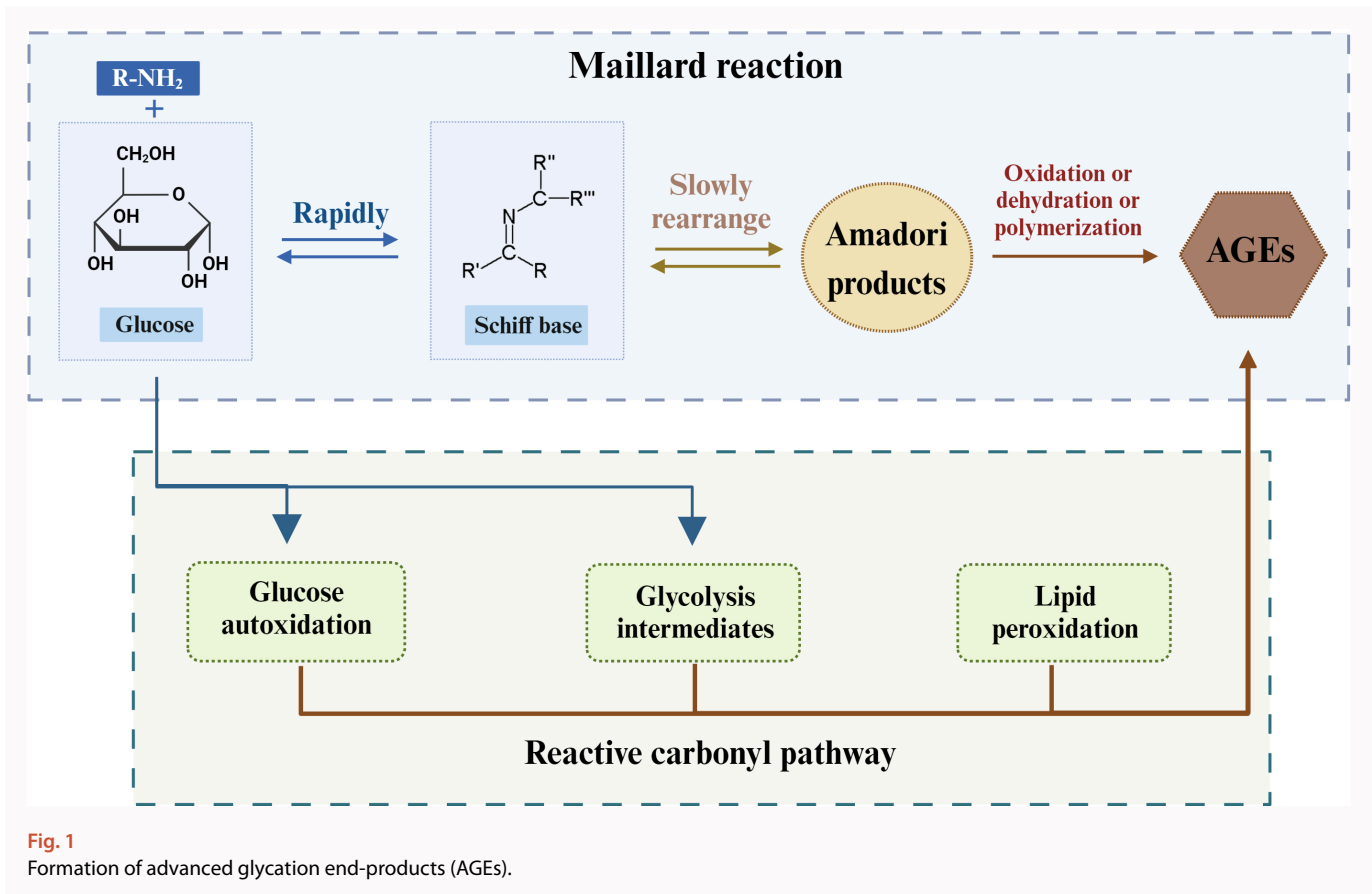 Maillard reaction
R-NH₂
+
CH₂OH
O
OH
OH
OH
OH
Glucose
Rapidly
R''
N
C
R'''
C
R'
R
Schiff base
Slowly
rearrange
Amadori
products
Oxidation or
dehydration or
polymerization
AGEs
Glucose
autoxidation
Glycolysis
intermediates
Lipid
peroxidation
Reactive carbonyl pathway
Fig. 1
Formation of advanced glycation end-products (AGEs).